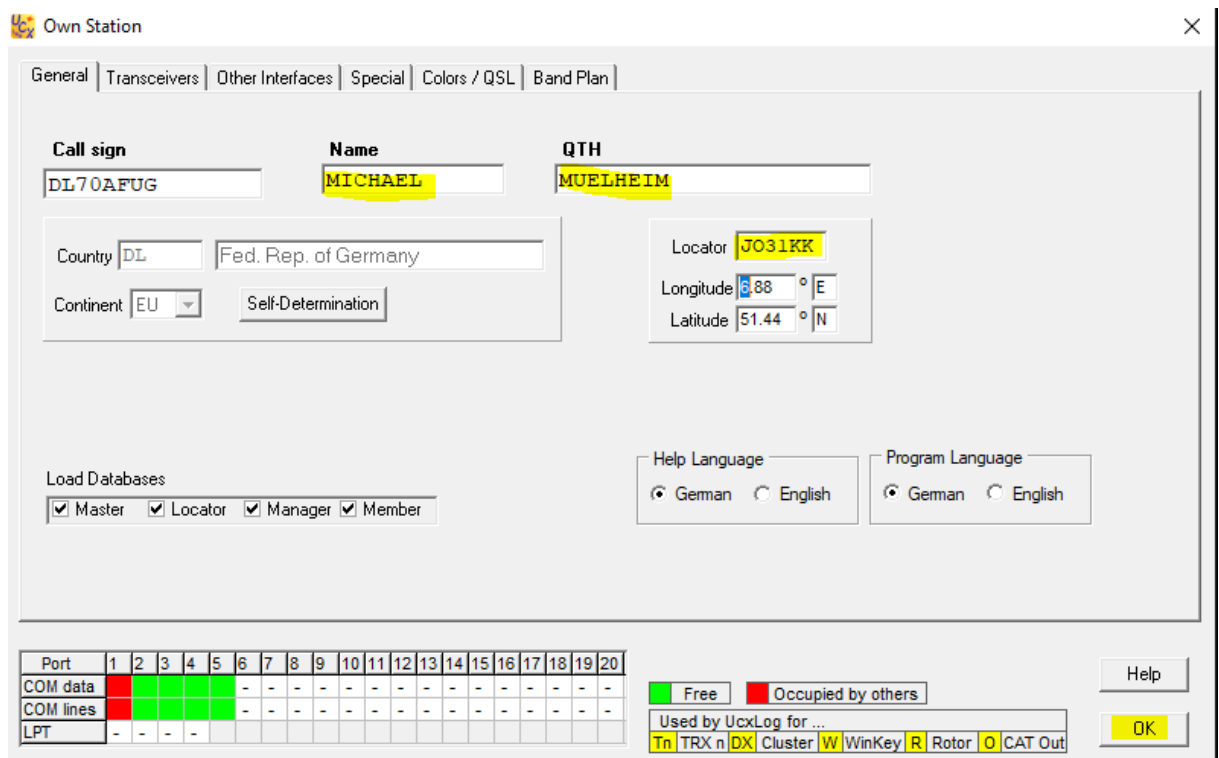 UcX Own Station
General Transceivers Other Interfaces Special Colors / QSL Band Plan
Call sign Name QTH
DL70AFUG MICHAEL MUELHEIM
Country DL Fed. Rep. of Germany
Locator JO31KK
Continent EU Self-Determination
Longitude 6.88 ° E
Latitude 51.44 ° N
Load Databases
Master Locator Manager Member
Help Language
German English
Program Language
German English
Port 1 2 3 4 5 6 7 8 9 10 11 12 13 14 15 16 17 18 19 20
COM data - - - - - - - - - - - - - - -
COM lines - - - - - - - - - - - - - - -
LPT - - - -
Free Occupied by others
Used by UcxLog for ...
Tn TRX n DX Cluster W WinKey R Rotor O CAT Out
Help
OK